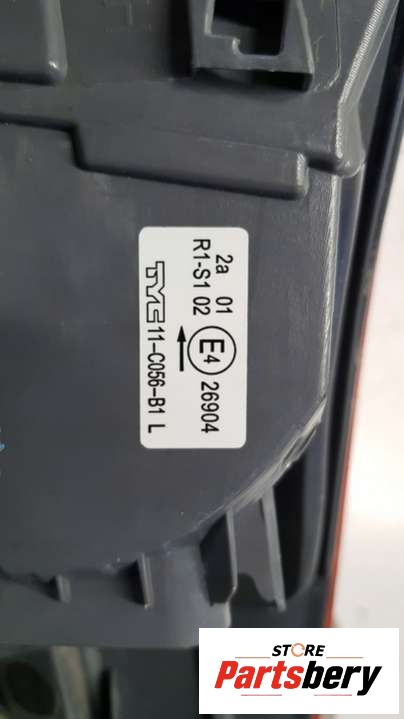 2a 01
R1-S1 02 E4 26904
TYC 11-C056-B1 L
STORE
Partsbery